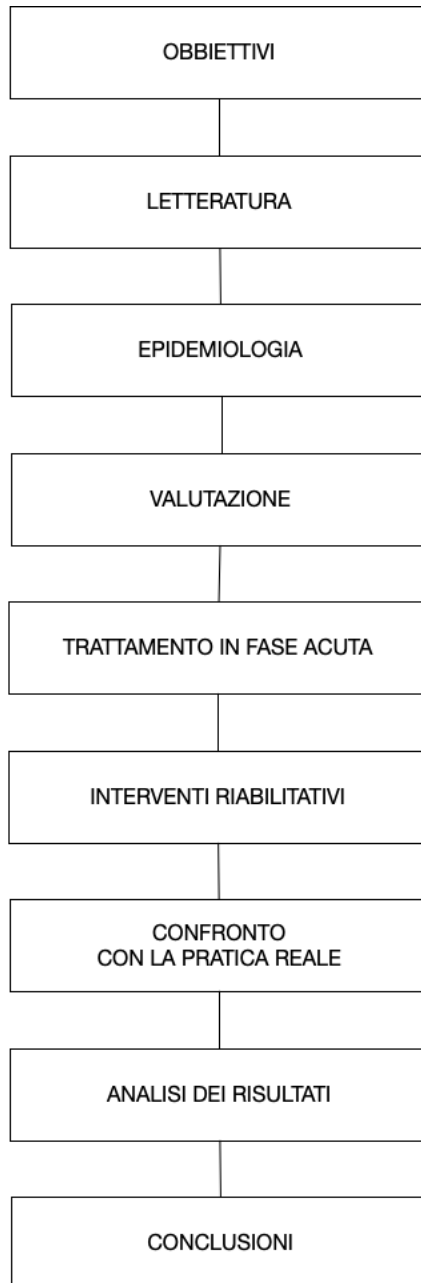 OBBIETTIVI
LETTERATURA
EPIDEMIOLOGIA
VALUTAZIONE
TRATTAMENTO IN FASE ACUTA
INTERVENTI RIABILITATIVI
CONFRONTO
CON LA PRATICA REALE
ANALISI DEI RISULTATI
CONCLUSIONI